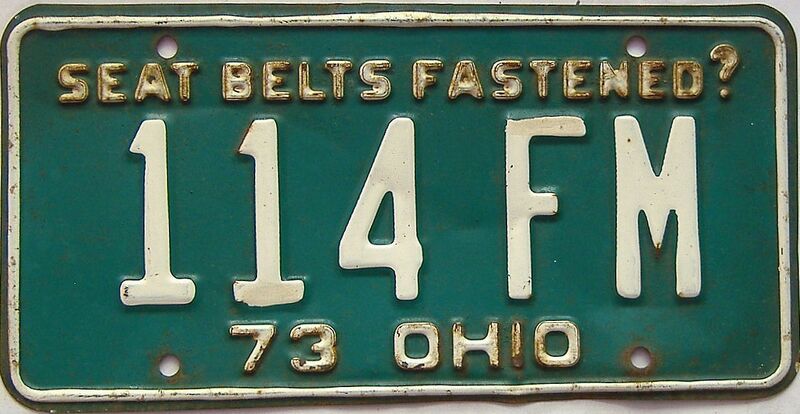 SEAT BELTS FASTENED?
114 FM
73 OHIO